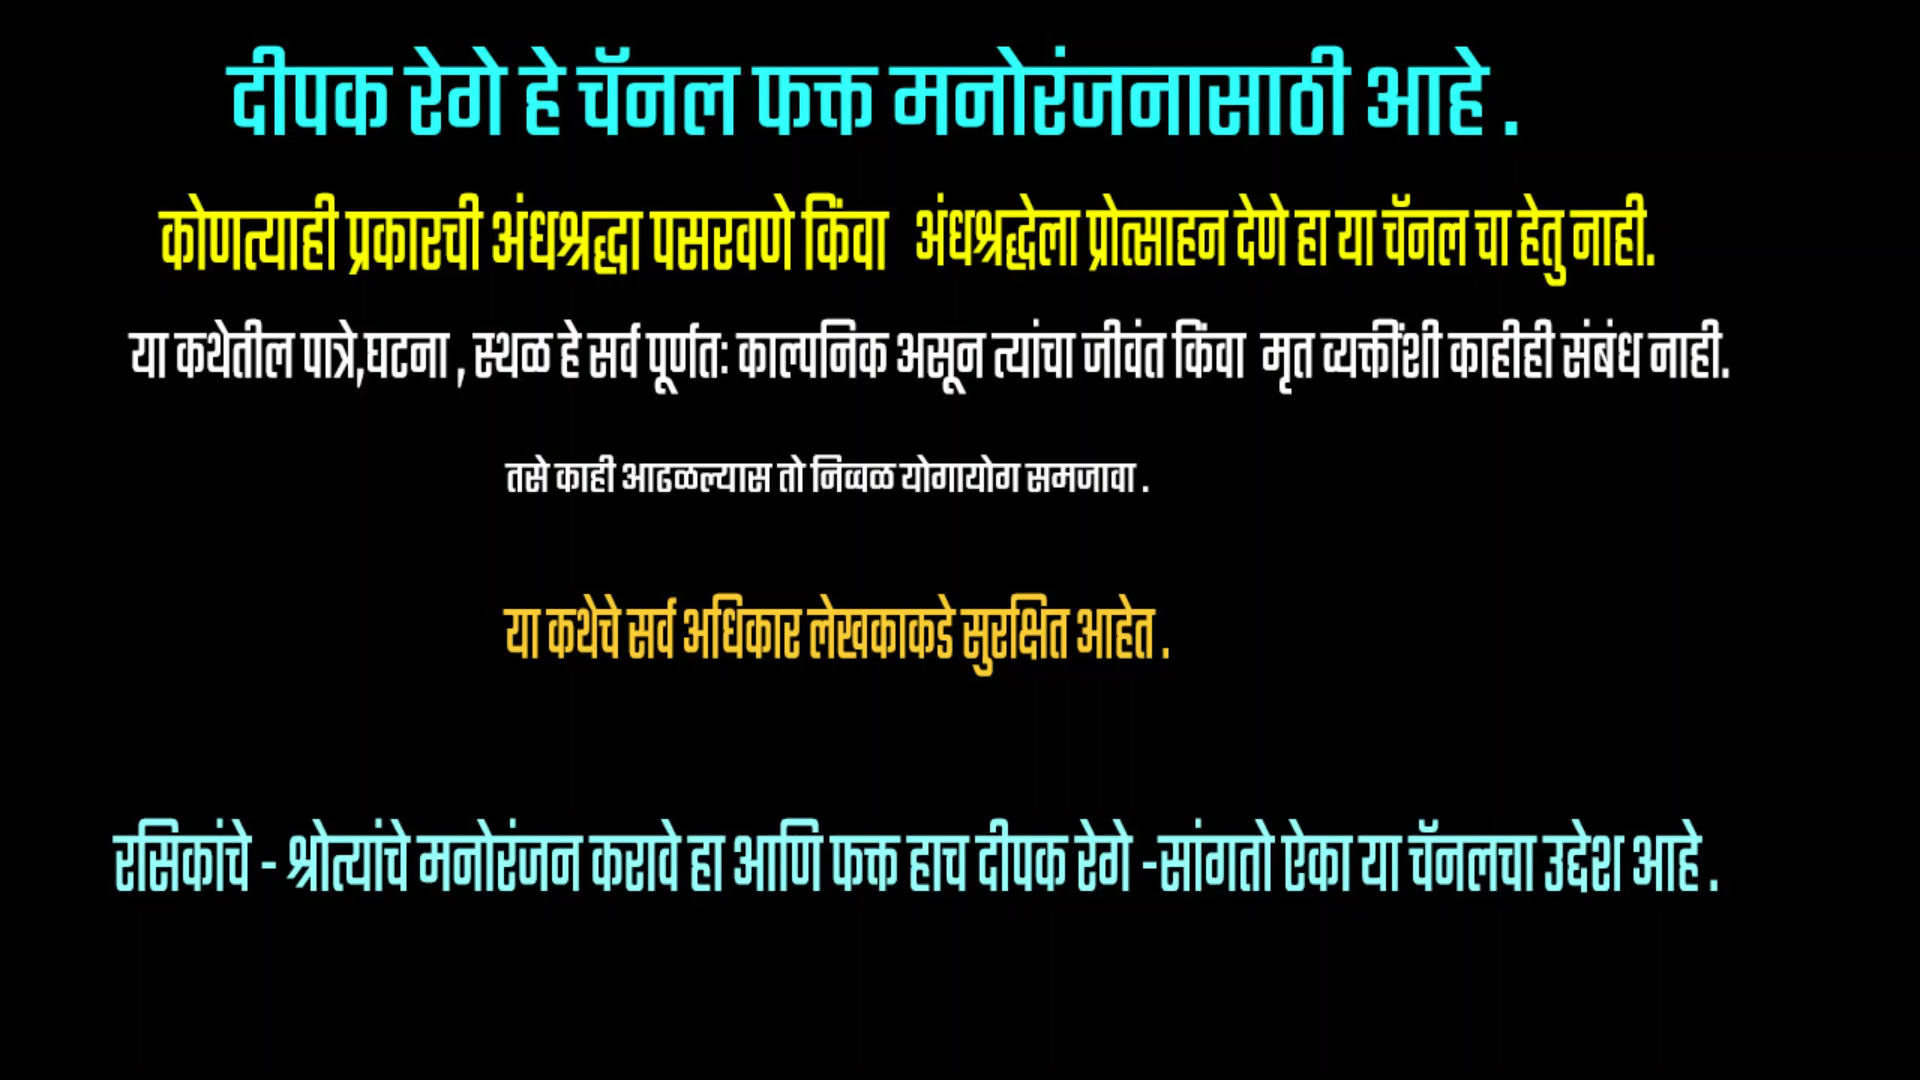 दीपक रेगे हे चॅनल फक्त मनोरंजनासाठी आहे .
कोणत्याही प्रकारची अंधश्रद्धा पसरवणे किंवा अंधश्रद्धेला प्रोत्साहन देणे हा या चॅनल चा हेतु नाही.
या कथेतील पात्रे,घटना , स्थळ हे सर्व पूर्णत: काल्पनिक असून त्यांचा जीवंत किंवा मृत व्यक्तींशी काहीही संबंध नाही.
तसे काही आढळल्यास तो निव्वळ योगायोग समजावा .
या कथेचे सर्व अधिकार लेखकाकडे सुरक्षित आहेत .
रसिकांचे - श्रोत्यांचे मनोरंजन करावे हा आणि फक्त हाच दीपक रेगे -सांगतो ऐका या चॅनलचा उद्देश आहे .